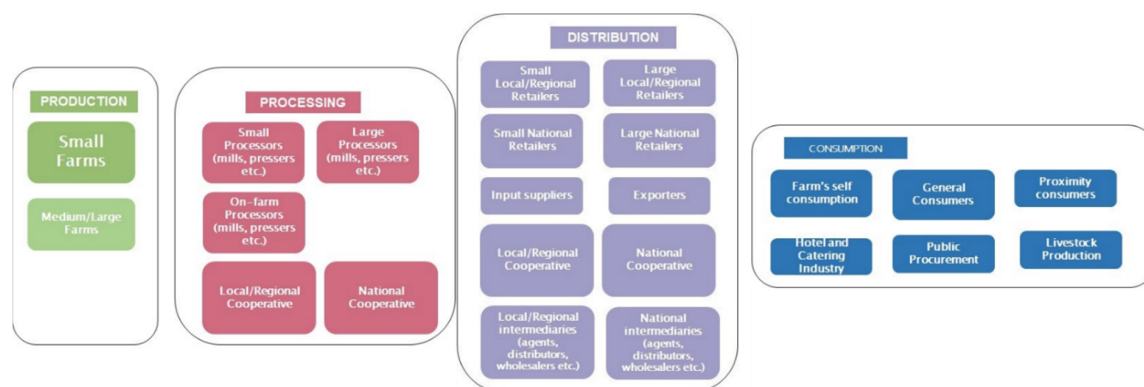 PRODUCTION
Small
Farms
Medium/Large
Farms
PROCESSING
Small
Processors
(mills, pressers
etc.)
Large
Processors
(mills, pressers
etc.)
On-farm
Processors
(mills, pressers
etc.)
Local/Regional
Cooperative
National
Cooperative
DISTRIBUTION
Small
Local/Regional
Retailers
Large
Local/Regional
Retailers
Small National
Retailers
Large National
Retailers
Input suppliers
Exporters
Local/Regional
Cooperative
National
Cooperative
Local/Regional
intermediaries
(agents,
distributors,
wholesalers etc.)
National
intermediaries
(agents,
distributors,
wholesalers etc.)
CONSUMPTION
Farm's self
consumption
General
Consumers
Proximity
consumers
Hotel and
Catering
Industry
Public
Procurement
Livestock
Production